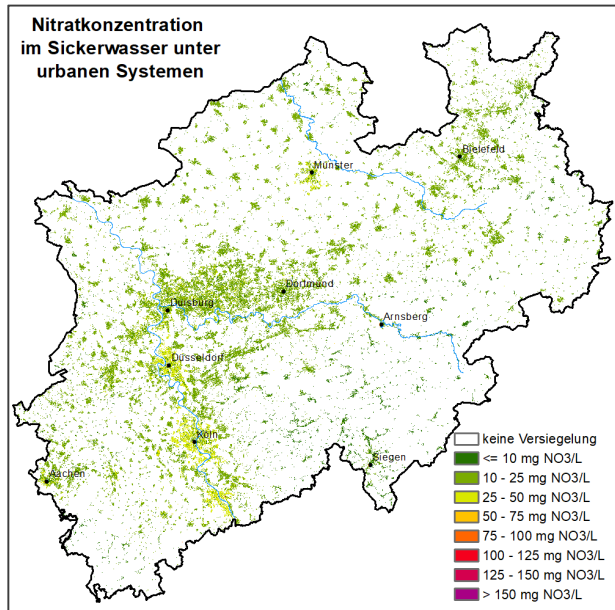 Nitratkonzentration
im Sickerwasser unter
urbanen Systemen
Bielefeld
Münster
Dortmund
Duisburg
Arnsberg
Düsseldorf
Köln
Siegen
Aachen
keine Versiegelung
<= 10 mg NO3/L
10 - 25 mg NO3/L
25 - 50 mg NO3/L
50 - 75 mg NO3/L
75 - 100 mg NO3/L
100 - 125 mg NO3/L
125 - 150 mg NO3/L
> 150 mg NO3/L